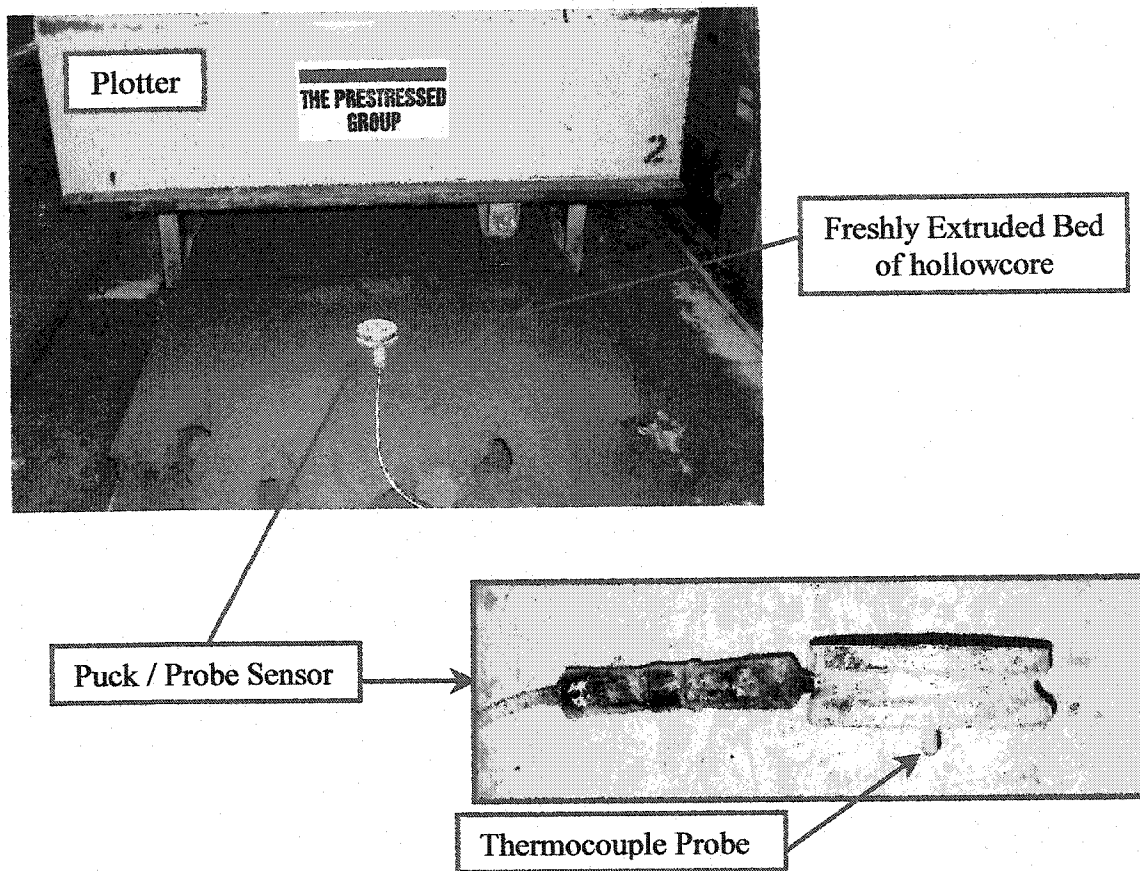 Plotter
THE PRESTRESSED
GROUP
2
Freshly Extruded Bed
of hollowcore
Puck / Probe Sensor
Thermocouple Probe